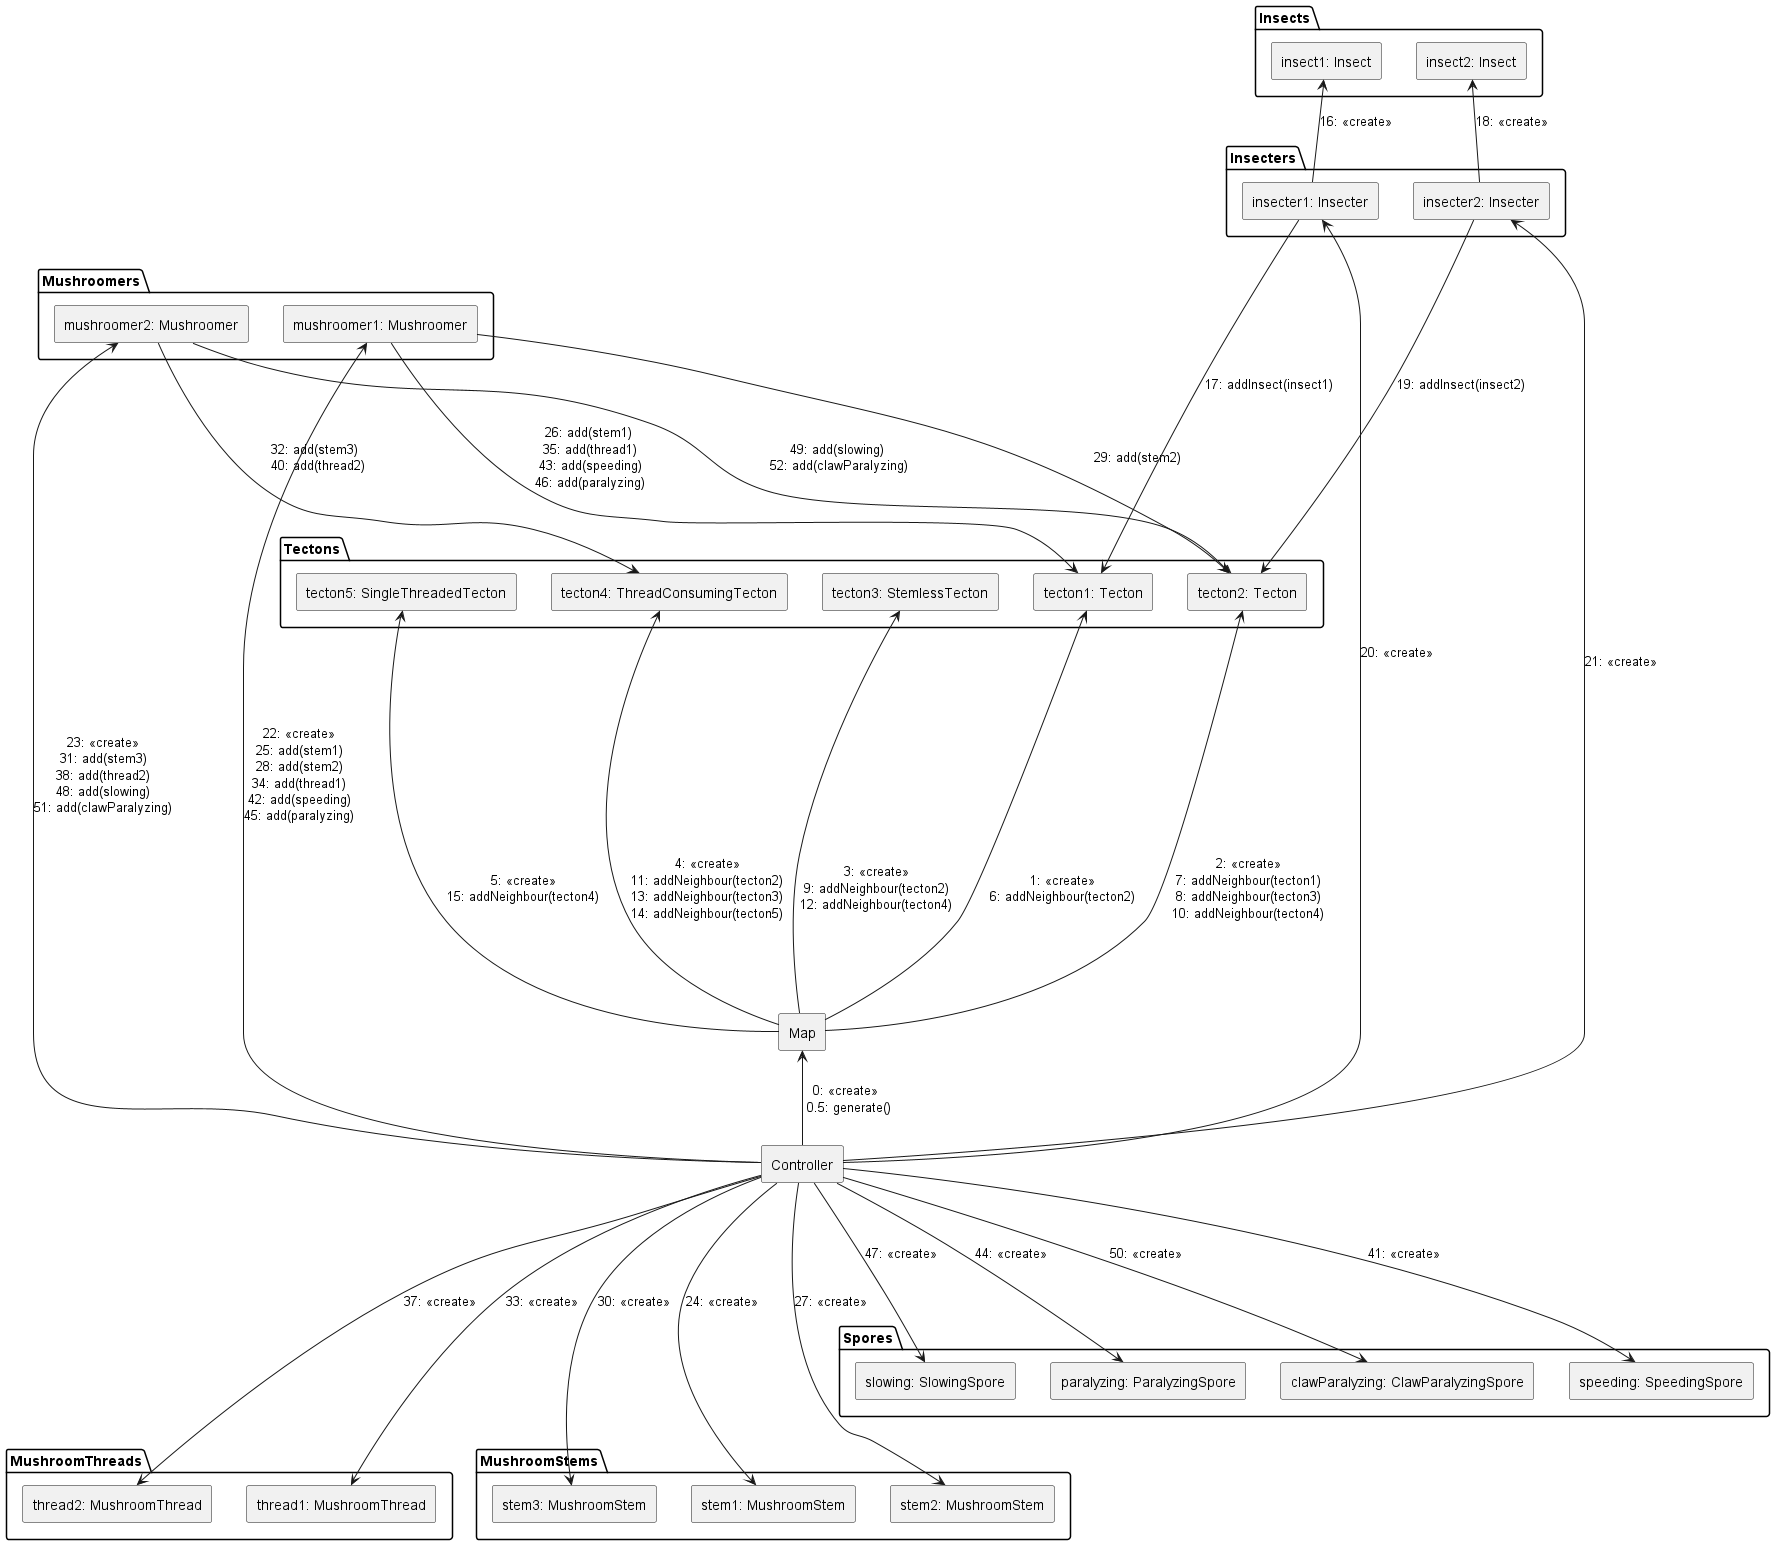 Insects
insect1: Insect
insect2: Insect
16: «create»
18: «create»
Insecters
insecter1: Insecter
insecter2: Insecter
Mushroomers
mushroomer2: Mushroomer
mushroomer1: Mushroomer
17: addInsect(insect1)
19: addInsect(insect2)
32: add(stem3)
40: add(thread2)
26: add(stem1)
35: add(thread1)
43: add(speeding)
46: add(paralyzing)
49: add(slowing)
52: add(clawParalyzing)
29: add(stem2)
Tectons
tecton5: SingleThreadedTecton
tecton4: ThreadConsumingTecton
tecton3: StemlessTecton
tecton1: Tecton
tecton2: Tecton
20: «create»
21: «create»
23: «create»
31: add(stem3)
38: add(thread2)
48: add(slowing)
51: add(clawParalyzing)
22: «create»
25: add(stem1)
28: add(stem2)
34: add(thread1)
42: add(speeding)
45: add(paralyzing)
5: «create»
15: addNeighbour(tecton4)
4: «create»
11: addNeighbour(tecton2)
13: addNeighbour(tecton3)
14: addNeighbour(tecton5)
3: «create»
9: addNeighbour(tecton2)
12: addNeighbour(tecton4)
1: «create»
6: addNeighbour(tecton2)
2: «create»
7: addNeighbour(tecton1)
8: addNeighbour(tecton3)
10: addNeighbour(tecton4)
Map
0: «create»
0.5: generate()
Controller
47: «create»
44: «create»
50: «create»
41: «create»
37: «create»
33: «create»
30: «create»
24: «create»
27: «create»
Spores
slowing: SlowingSpore
paralyzing: ParalyzingSpore
clawParalyzing: ClawParalyzingSpore
speeding: SpeedingSpore
MushroomThreads
thread2: MushroomThread
thread1: MushroomThread
MushroomStems
stem3: MushroomStem
stem1: MushroomStem
stem2: MushroomStem